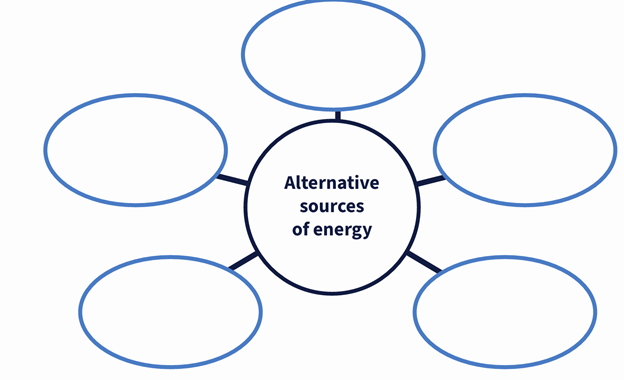 Alternative
sources
of energy